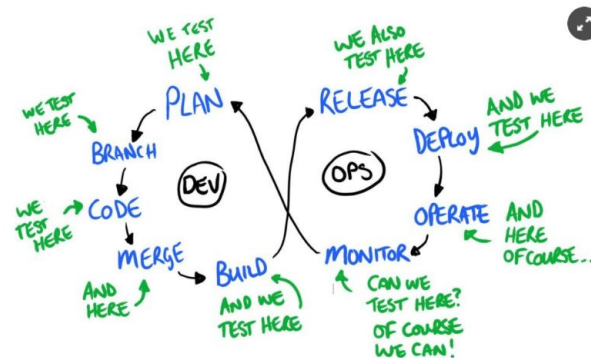 WE TEST
HERE
PLAN
WE TEST
HERE
BRANCH
WE
TEST
HERE
CODE
AND
HERE
MERGE
BUILD
AND WE
TEST HERE
DEV
WE ALSO
TEST HERE
RELEASE
AND WE
TEST HERE
DEPLOY
OPS
OPERATE
AND
HERE
OF COURSE...
MONITOR
CAN WE
TEST HERE?
OF COURSE
WE CAN!